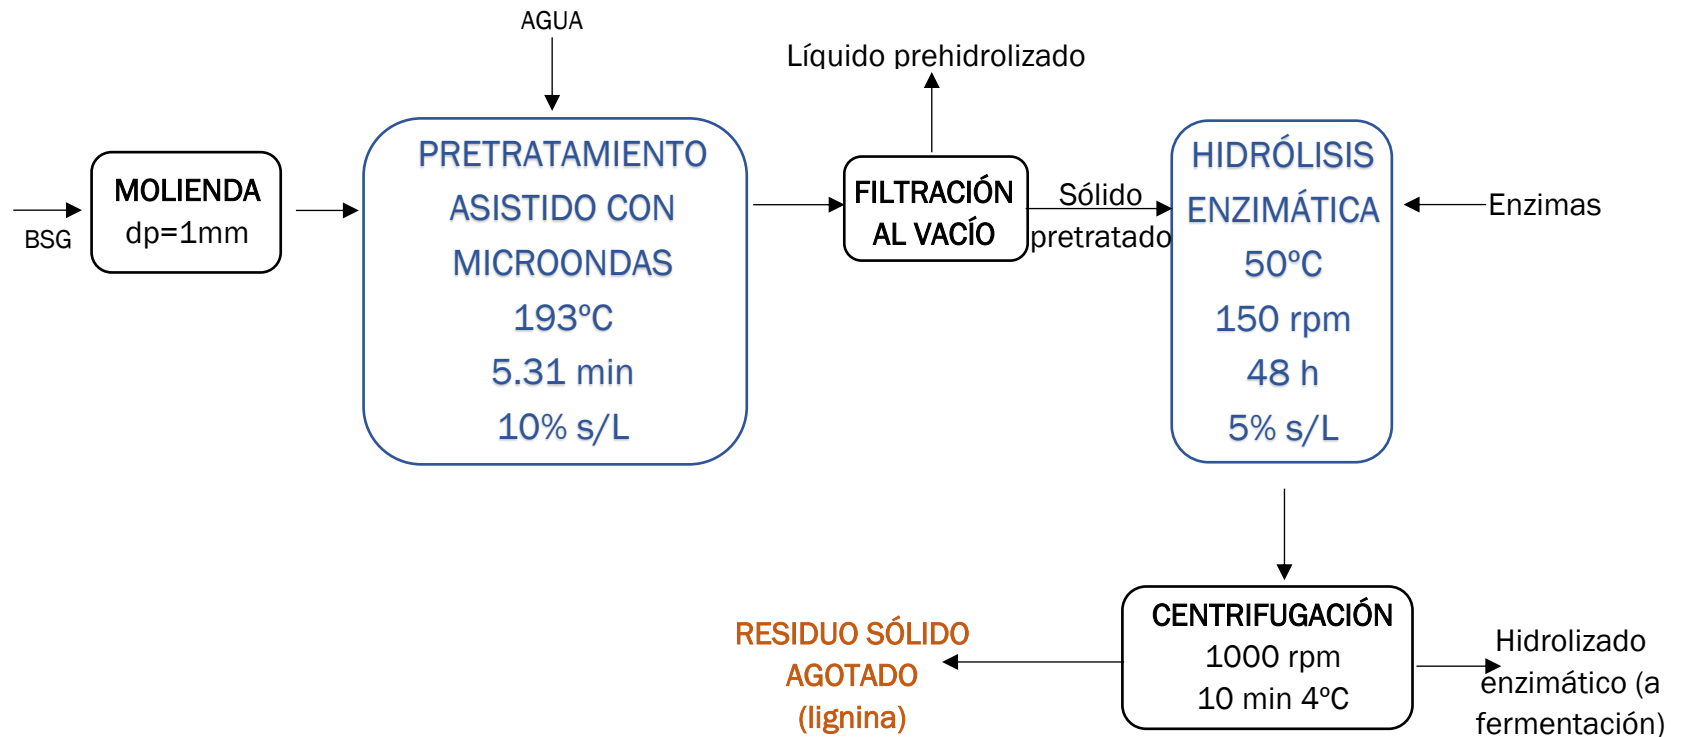 AGUA
Líquido prehidrolizado
BSG
MOLIENDA
dp=1mm
PRETRATAMIENTO
ASISTIDO CON
MICROONDAS
193ºC
5.31 min
10% s/L
FILTRACIÓN
AL VACÍO
Sólido
pretratado
HIDRÓLISIS
ENZIMÁTICA
50ºC
150 rpm
48 h
5% s/L
Enzimas
CENTRIFUGACIÓN
1000 rpm
10 min 4ºC
RESIDUO SÓLIDO
AGOTADO
(lignina)
Hidrolizado
enzimático (a
fermentación)